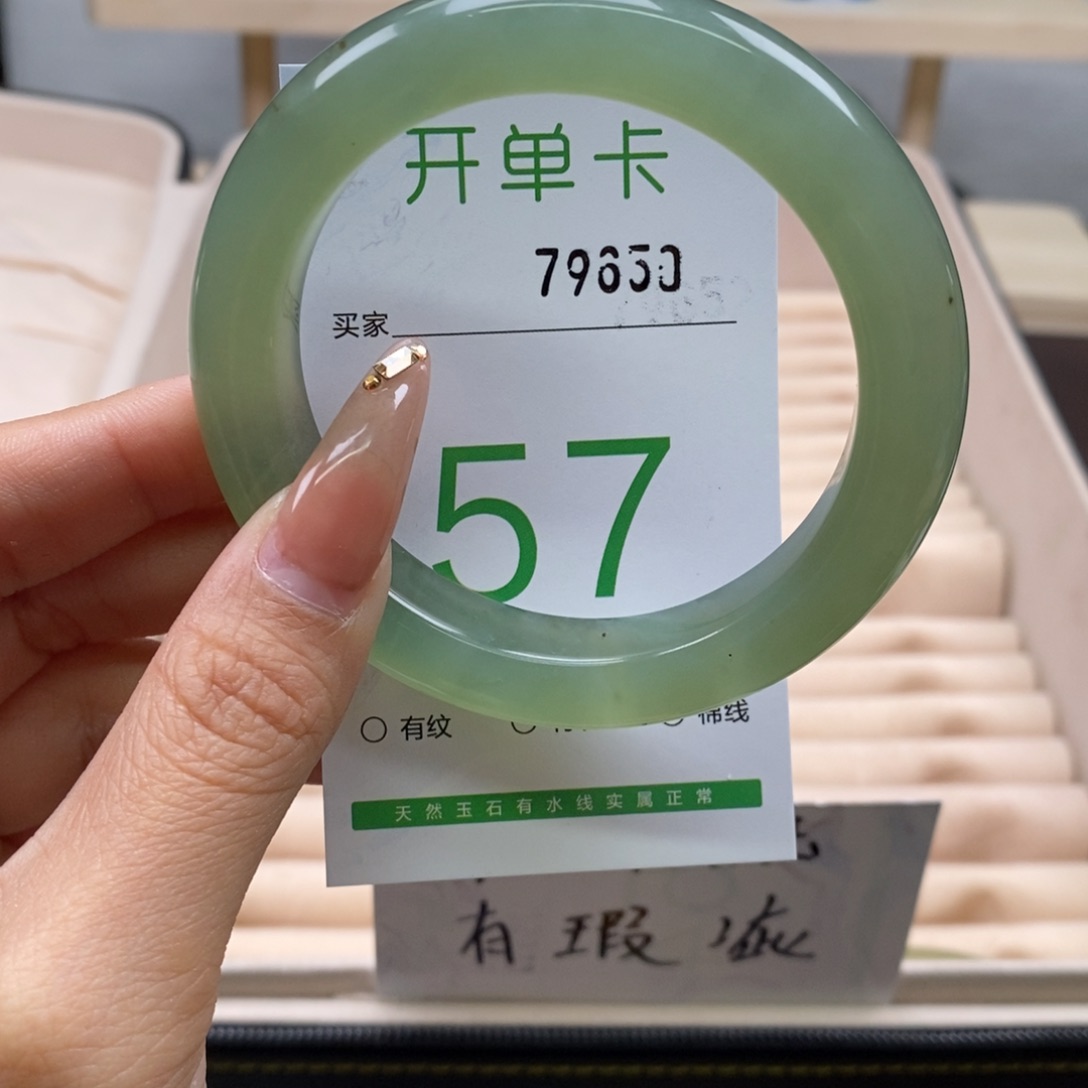 开单卡
79650
买家
57
○ 有纹 ○ ○ 棉线
天然玉石有水线实属正常
有瑕疵